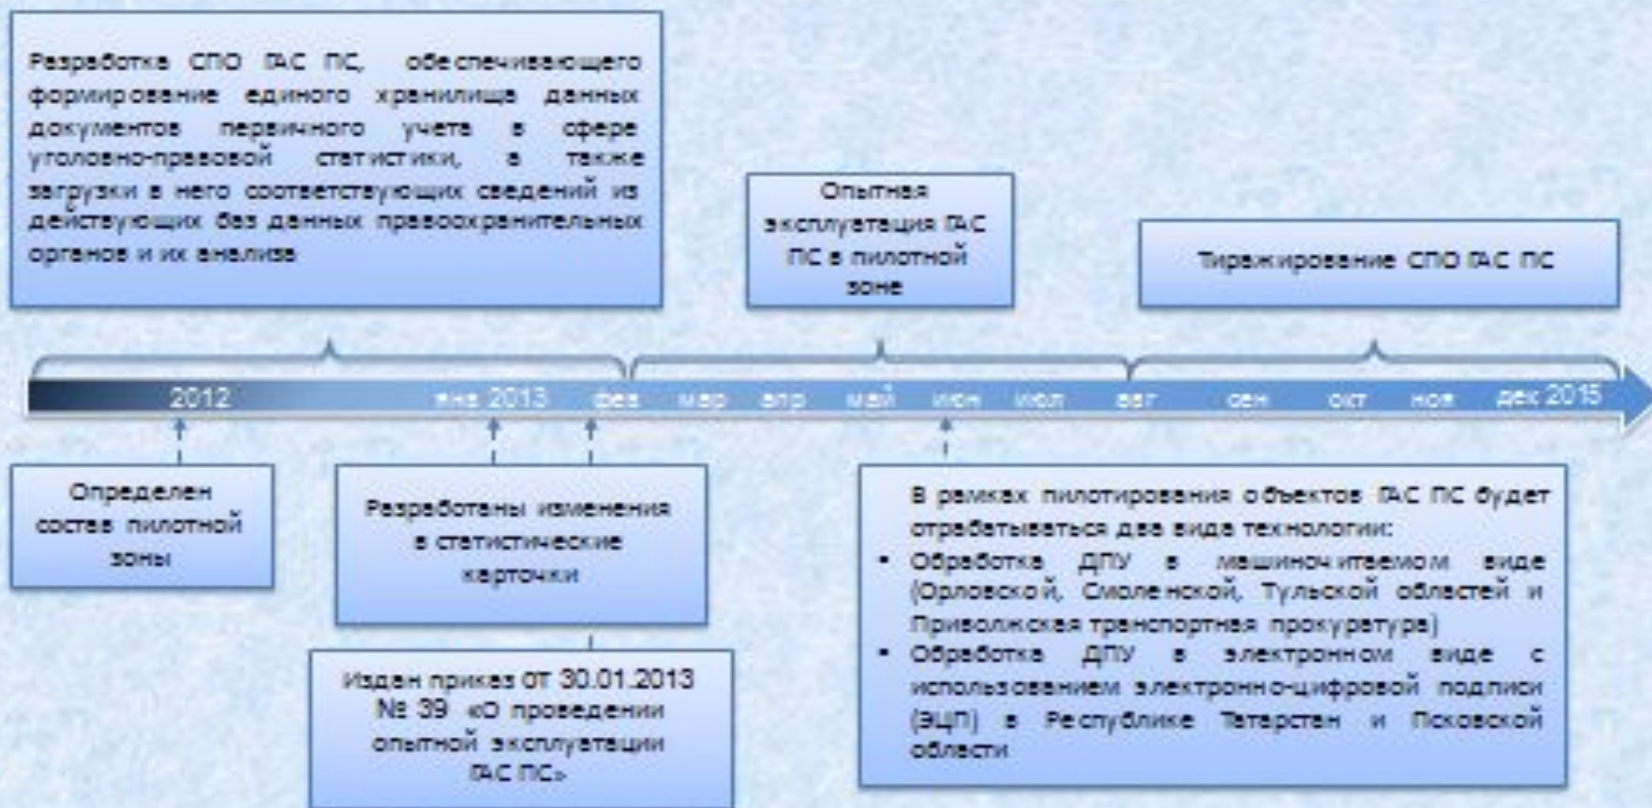 Разработка СПО ГАС ПС, обеспечивающего
формирование единого хранилища данных
документов первичного учета в сфере
уголовно-правовой статистики, а также
загрузки в него соответствующих сведений из
действующих баз данных правоохранительных
органов и их анализа
Опытная
эксплуатация ГАС
ПС в пилотной
зоне
Тиражирование СПО ГАС ПС
2012 янв 2013 фев мар апр май июн июл авг сен окт ноя дек 2015
Определен
состав пилотной
зоны
Разработаны изменения
в статистические
карточки
Издан приказ от 30.01.2013
№ 39 «О проведении
опытной эксплуатации
ГАС ПС»
В рамках пилотирования объектов ГАС ПС будет
отрабатываться два вида технологии:
▪ Обработка ДПУ в машиночитаемом виде
(Орловской, Смоленской, Тульской областей и
Приволжская транспортная прокуратура)
▪ Обработка ДПУ в электронном виде с
использованием электронно-цифровой подписи
(ЭЦП) в Республике Татарстан и Псковской
области